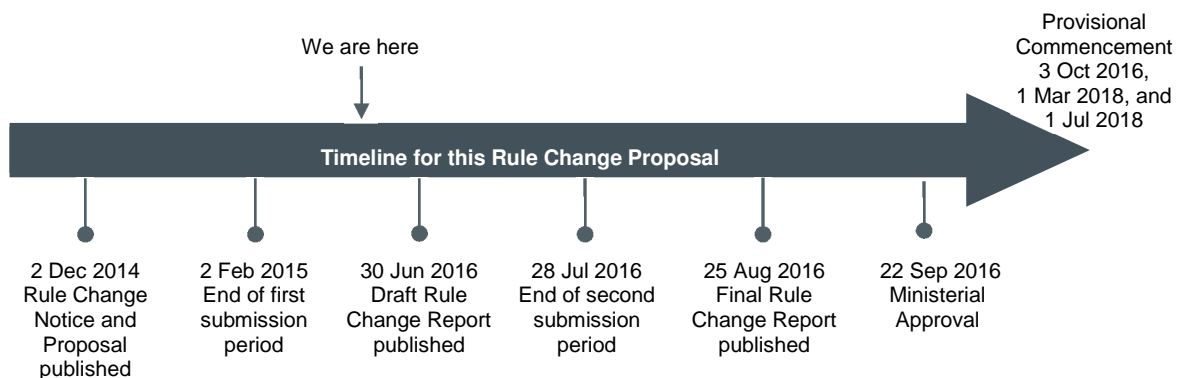 We are here
Provisional
Commencement
3 Oct 2016,
1 Mar 2018, and
1 Jul 2018
Timeline for this Rule Change Proposal
2 Dec 2014
Rule Change
Notice and
Proposal
published
2 Feb 2015
End of first
submission
period
30 Jun 2016
Draft Rule
Change Report
published
28 Jul 2016
End of second
submission
period
25 Aug 2016
Final Rule
Change Report
published
22 Sep 2016
Ministerial
Approval